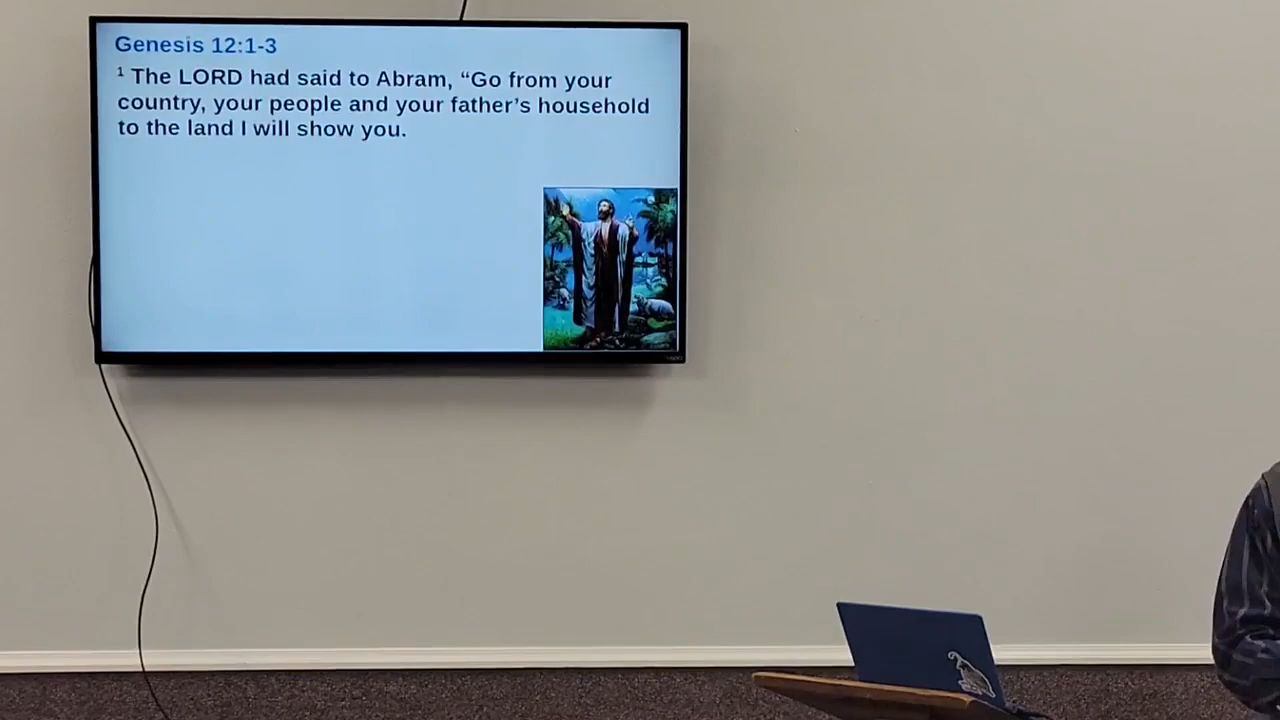 Genesis 12:1-3
1 The LORD had said to Abram, “Go from your
country, your people and your father’s household
to the land I will show you.